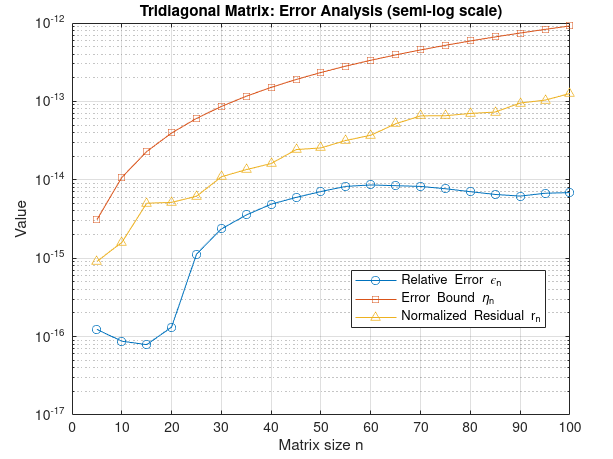 Tridiagonal Matrix: Error Analysis (semi-log scale)
10⁻¹²
10⁻¹³
10⁻¹⁴
10⁻¹⁵
10⁻¹⁶
10⁻¹⁷
Value
Relative Error ϵₙ
Error Bound ηₙ
Normalized Residual rₙ
0 10 20 30 40 50 60 70 80 90 100
Matrix size n